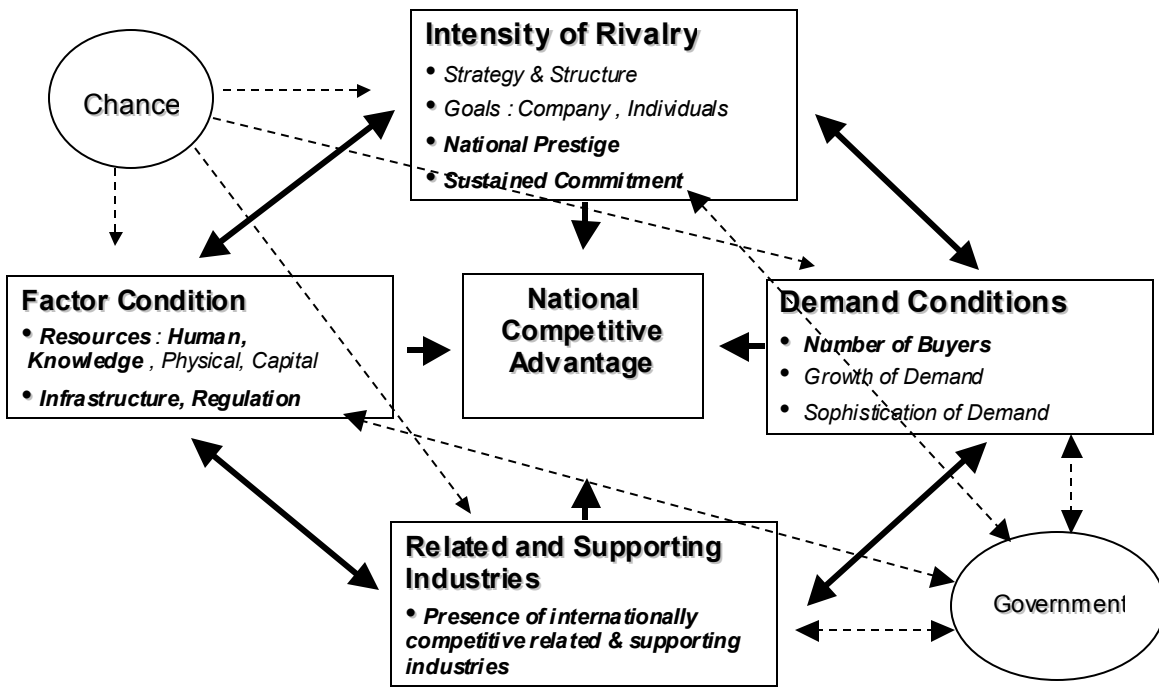 Chance
Intensity of Rivalry
• Strategy & Structure
• Goals : Company , Individuals
• National Prestige
• Sustained Commitment
Factor Condition
• Resources : Human,
Knowledge , Physical, Capital
• Infrastructure, Regulation
National
Competitive
Advantage
Demand Conditions
• Number of Buyers
• Growth of Demand
• Sophistication of Demand
Related and Supporting
Industries
• Presence of internationally
competitive related & supporting
industries
Government